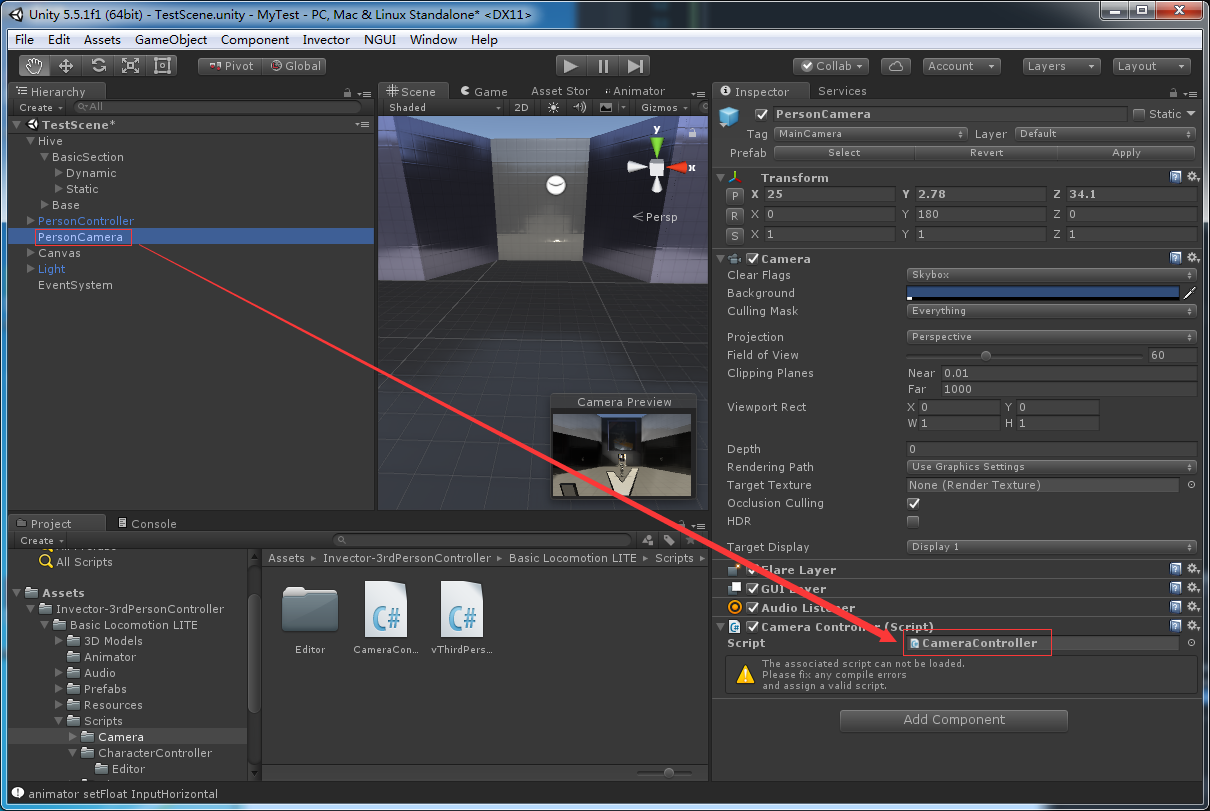 Unity 5.5.1f1 (64bit) - TestScene.unity - MyTest - PC, Mac & Linux Standalone* <DX11>
File Edit Assets GameObject Component Invector NGUI Window Help
Pivot Global Collab Account Layers Layout
Hierarchy
Create All
TestScene*
Hive
BasicSection
Dynamic
Static
Base
PersonController
PersonCamera
Canvas
Light
EventSystem
Scene Game Asset Stor Animator
Shaded 2D Gizmos
y
x
Persp
Camera Preview
Inspector Services
PersonCamera Static
Tag MainCamera Layer Default
Prefab Select Revert Apply
Transform
P X 25 Y 2.78 Z 34.1
R X 0 Y 180 Z 0
S X 1 Y 1 Z 1
Camera
Clear Flags Skybox
Background
Culling Mask Everything
Projection Perspective
Field of View 60
Clipping Planes Near 0.01
Far 1000
Viewport Rect X 0 Y 0
W 1 H 1
Depth 0
Rendering Path Use Graphics Settings
Target Texture None (Render Texture)
Occlusion Culling
HDR
Target Display Display 1
Flare Layer
GUI Layer
Audio Listener
Camera Controller (Script)
Script CameraController
The associated script can not be loaded.
Please fix any compile errors
and assign a valid script.
Add Component
Project Console
Create
All Scripts
Assets
Invector-3rdPersonController
Basic Locomotion LITE
3D Models
Animator
Audio
Prefabs
Resources
Scripts
Camera
CharacterController
Editor
Assets Invector-3rdPersonController Basic Locomotion LITE Scripts
C# C#
Editor CameraCon... vThirdPers...
animator setFloat InputHorizontal